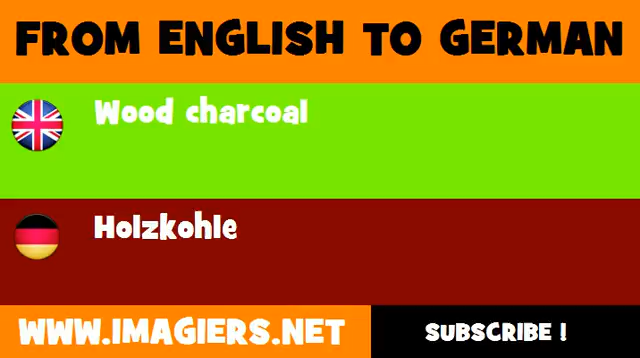 FROM ENGLISH TO GERMAN
Wood charcoal
Holzkohle
WWW.IMAGIERS.NET
SUBSCRIBE !